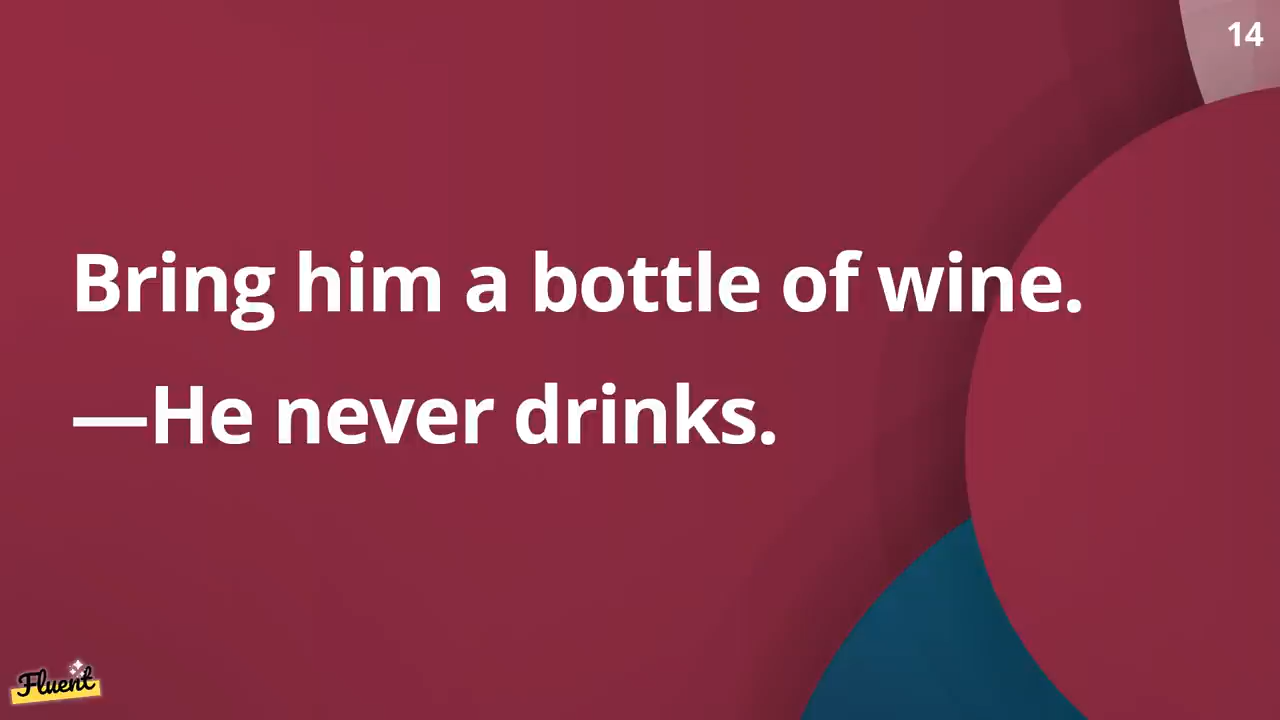 14
Bring him a bottle of wine.
—He never drinks.
Fluent